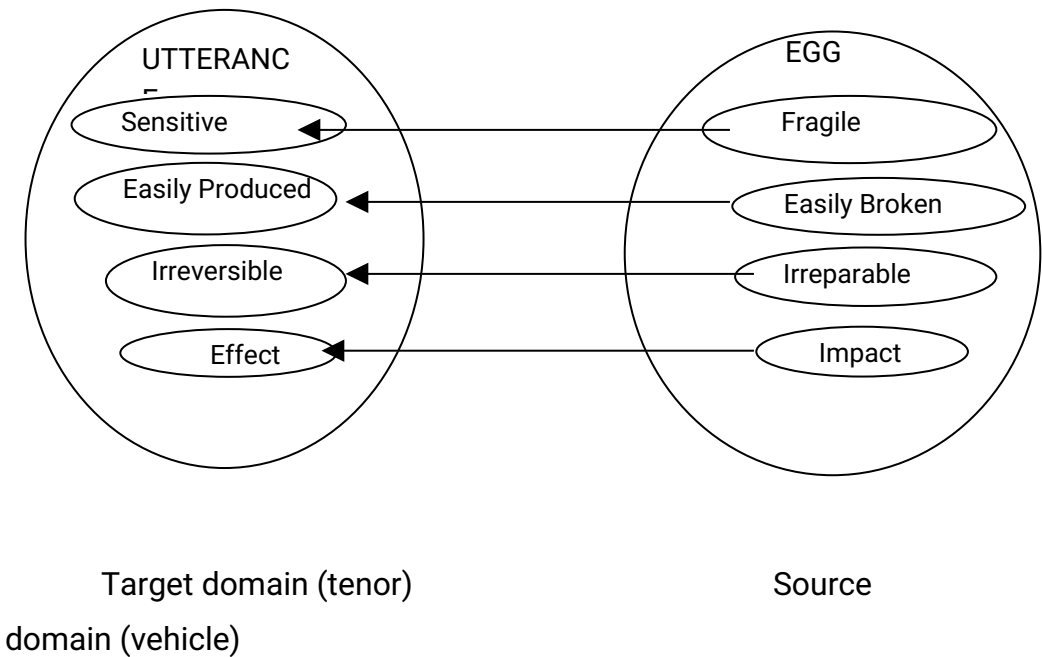 UTTERANC
EGG
Sensitive
Fragile
Easily Produced
Easily Broken
Irreversible
Irreparable
Effect
Impact
Target domain (tenor) Source
domain (vehicle)